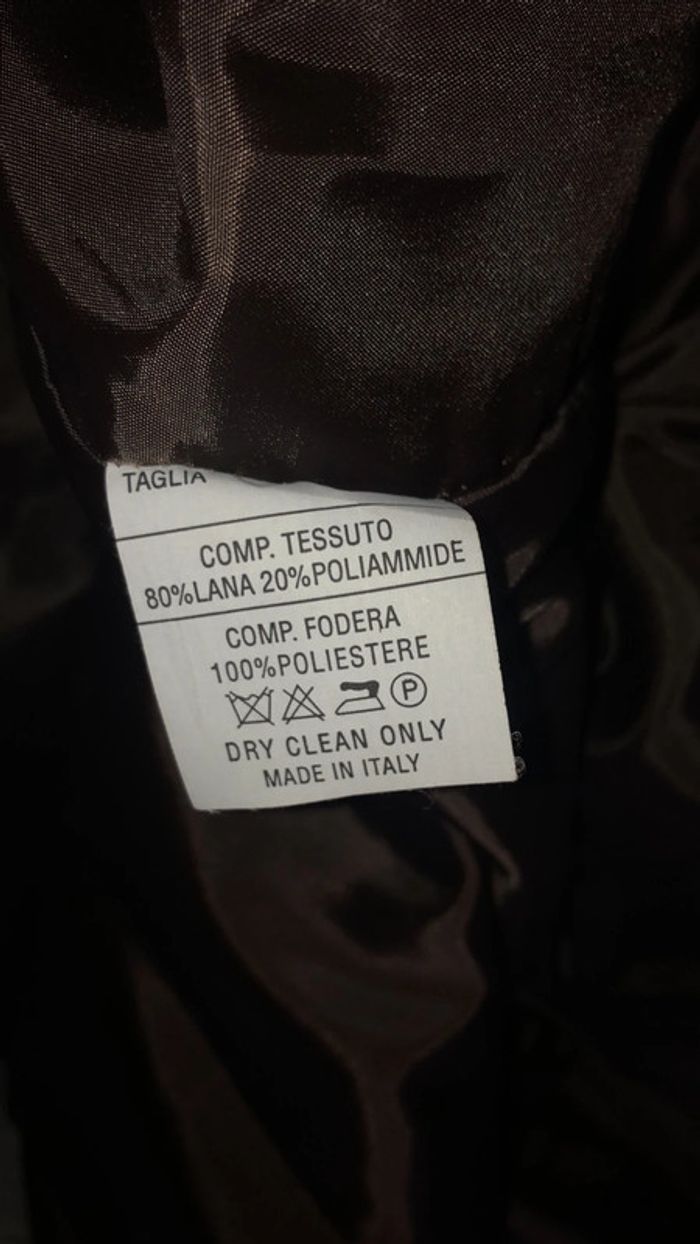 TAGLIA
COMP. TESSUTO
80%LANA 20%POLIAMMIDE
COMP. FODERA
100%POLIESTERE
P
DRY CLEAN ONLY
MADE IN ITALY